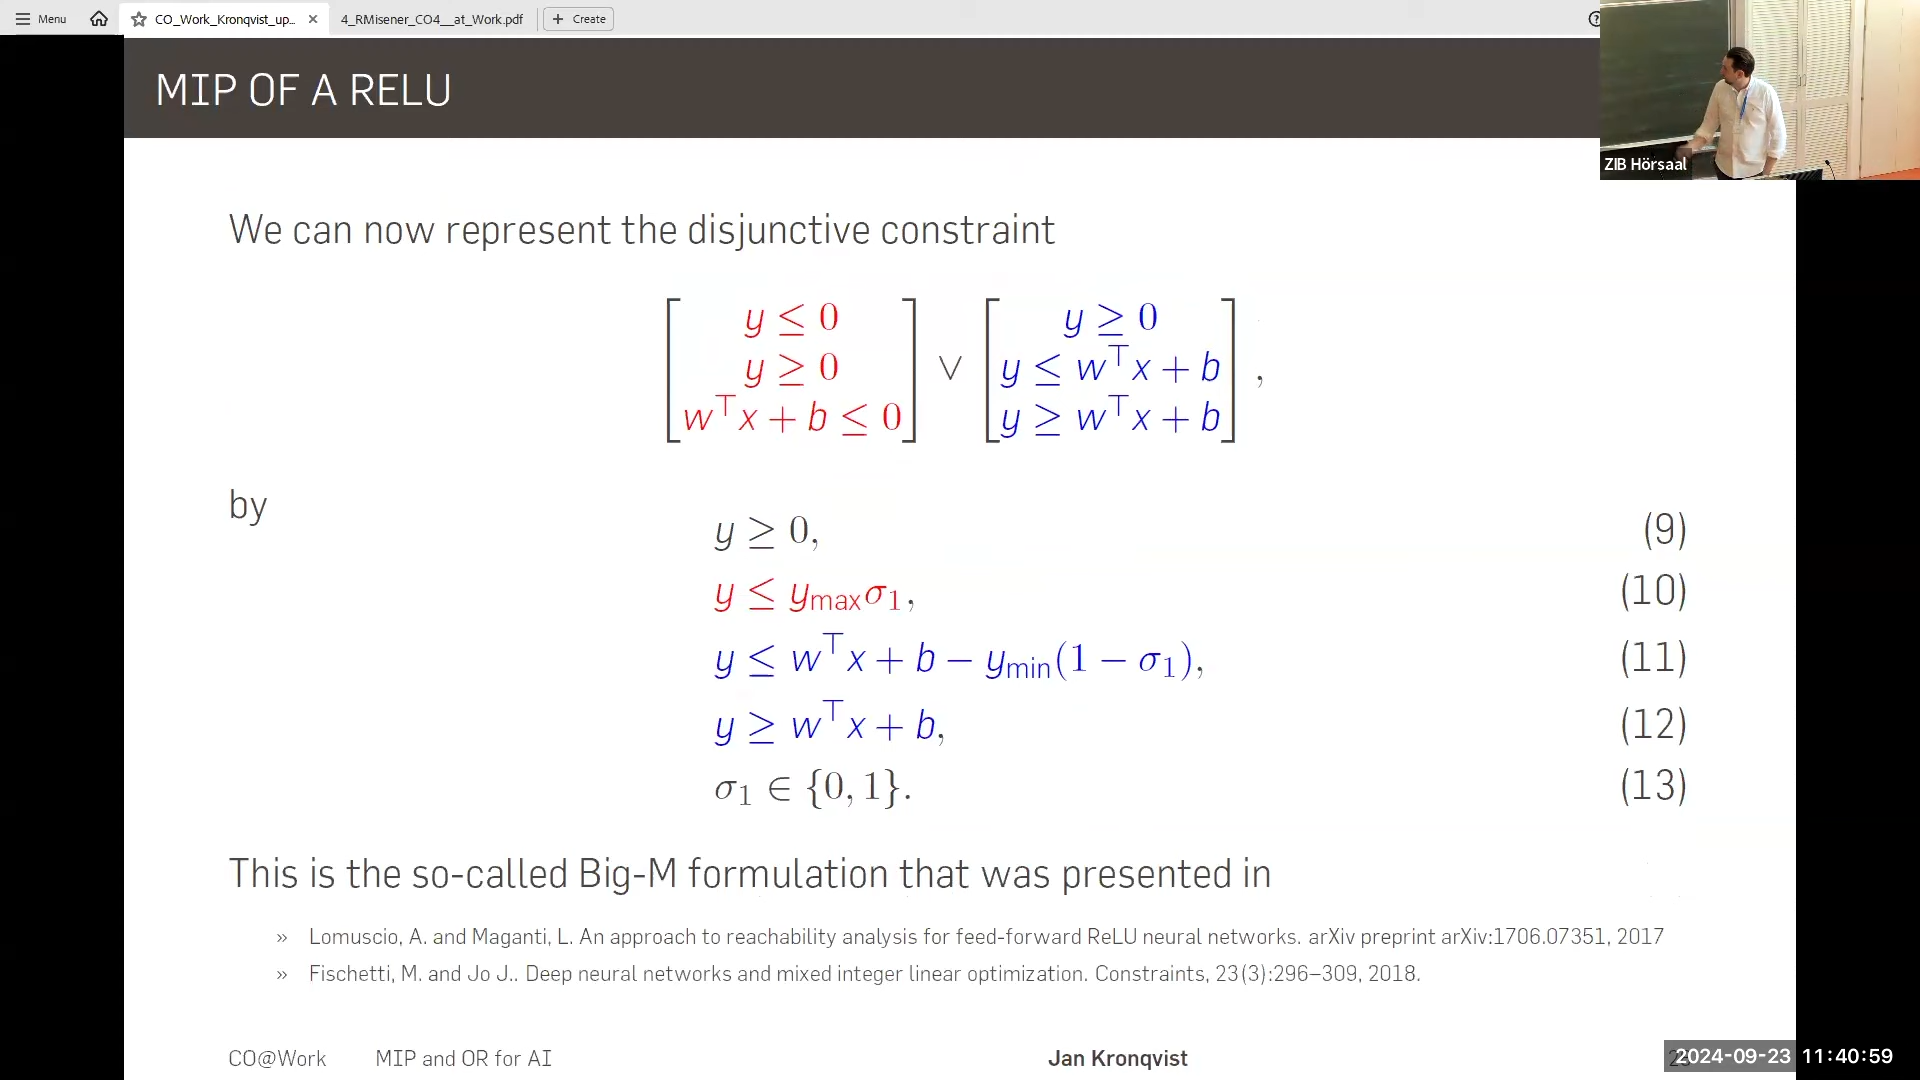 Menu
CO_Work_Kronqvist_up...
4_RMisener_CO4__at_Work.pdf
+ Create
MIP OF A RELU
ZIB Hörsaal
We can now represent the disjunctive constraint
[ y ≤ 0 ] ∨ [ y ≥ 0 ] ,
[ y ≥ 0 ] [ y ≤ w⊤x + b ]
[ w⊤x + b ≤ 0 ] [ y ≥ w⊤x + b ]
by
y ≥ 0, (9)
y ≤ y_max σ₁, (10)
y ≤ w⊤x + b − y_min(1 − σ₁), (11)
y ≥ w⊤x + b, (12)
σ₁ ∈ {0, 1}. (13)
This is the so-called Big-M formulation that was presented in
» Lomuscio, A. and Maganti, L. An approach to reachability analysis for feed-forward ReLU neural networks. arXiv preprint arXiv:1706.07351, 2017
» Fischetti, M. and Jo J.. Deep neural networks and mixed integer linear optimization. Constraints, 23(3):296–309, 2018.
CO@Work MIP and OR for AI Jan Kronqvist
2024-09-23 11:40:59